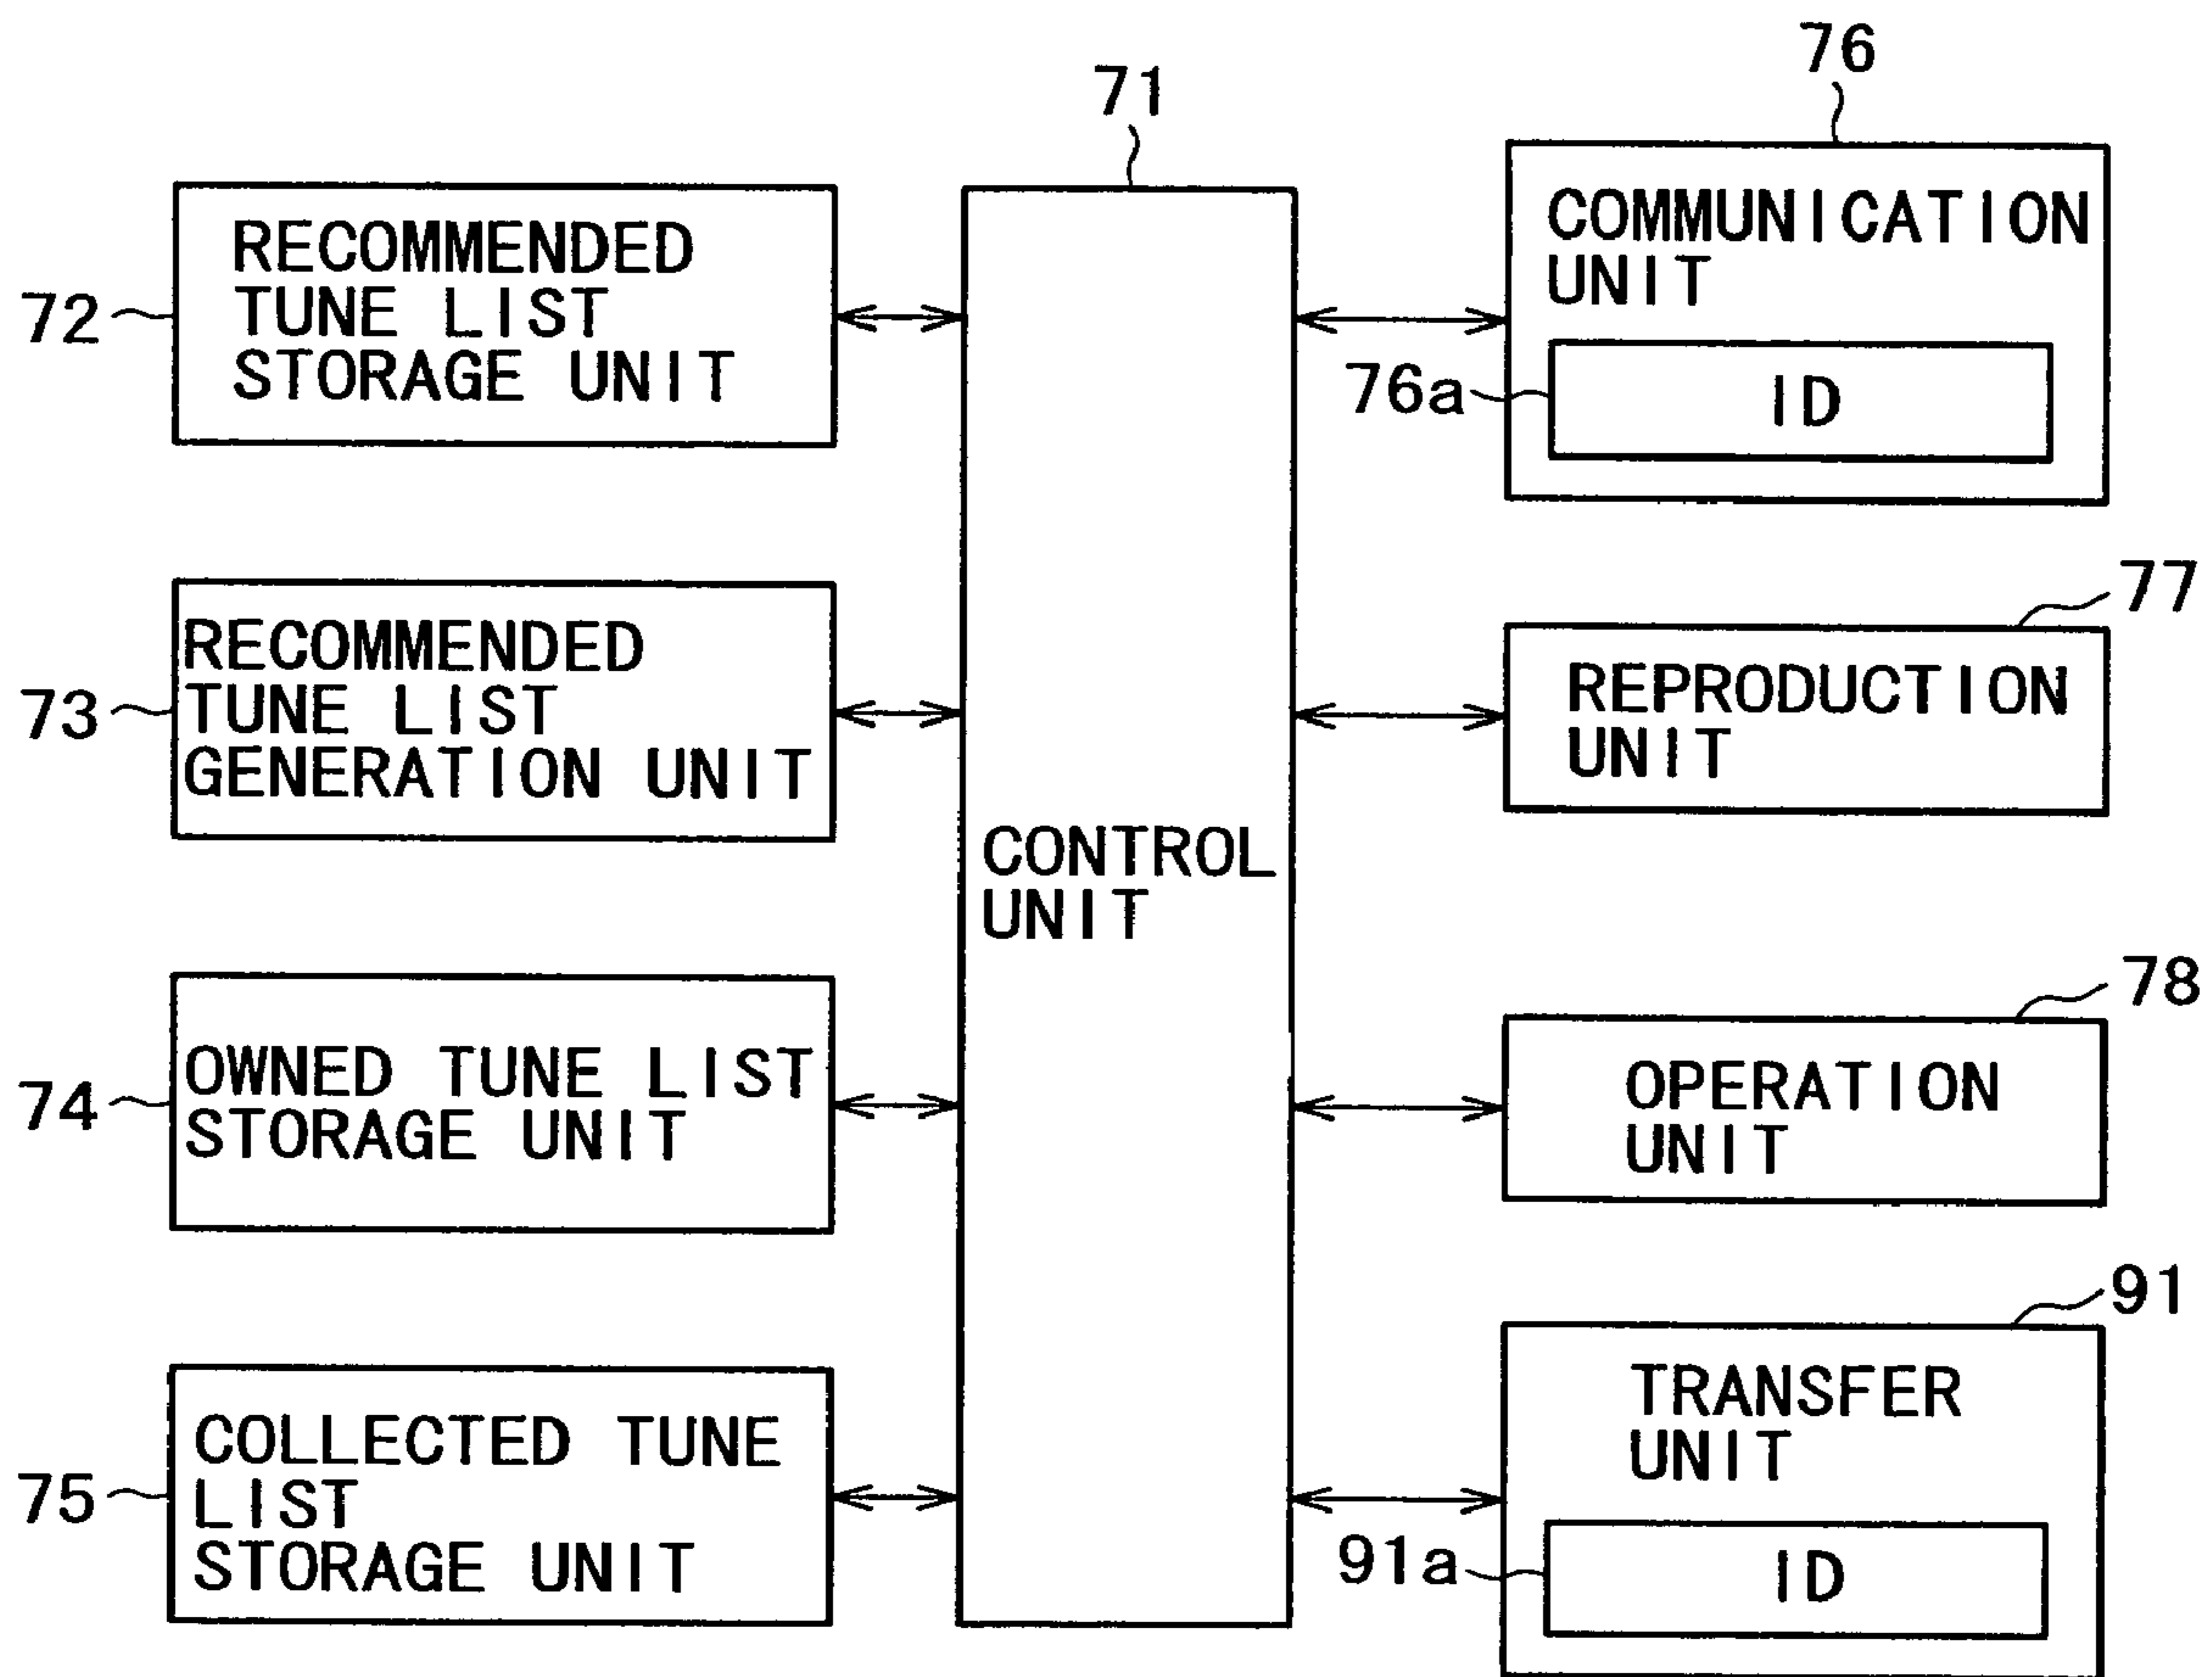 71
72
RECOMMENDED
TUNE LIST
STORAGE UNIT
73
RECOMMENDED
TUNE LIST
GENERATION UNIT
74
OWNED TUNE LIST
STORAGE UNIT
75
COLLECTED TUNE
LIST
STORAGE UNIT
CONTROL
UNIT
76
COMMUNICATION
UNIT
76a
ID
77
REPRODUCTION
UNIT
78
OPERATION
UNIT
91
TRANSFER
UNIT
91a
ID